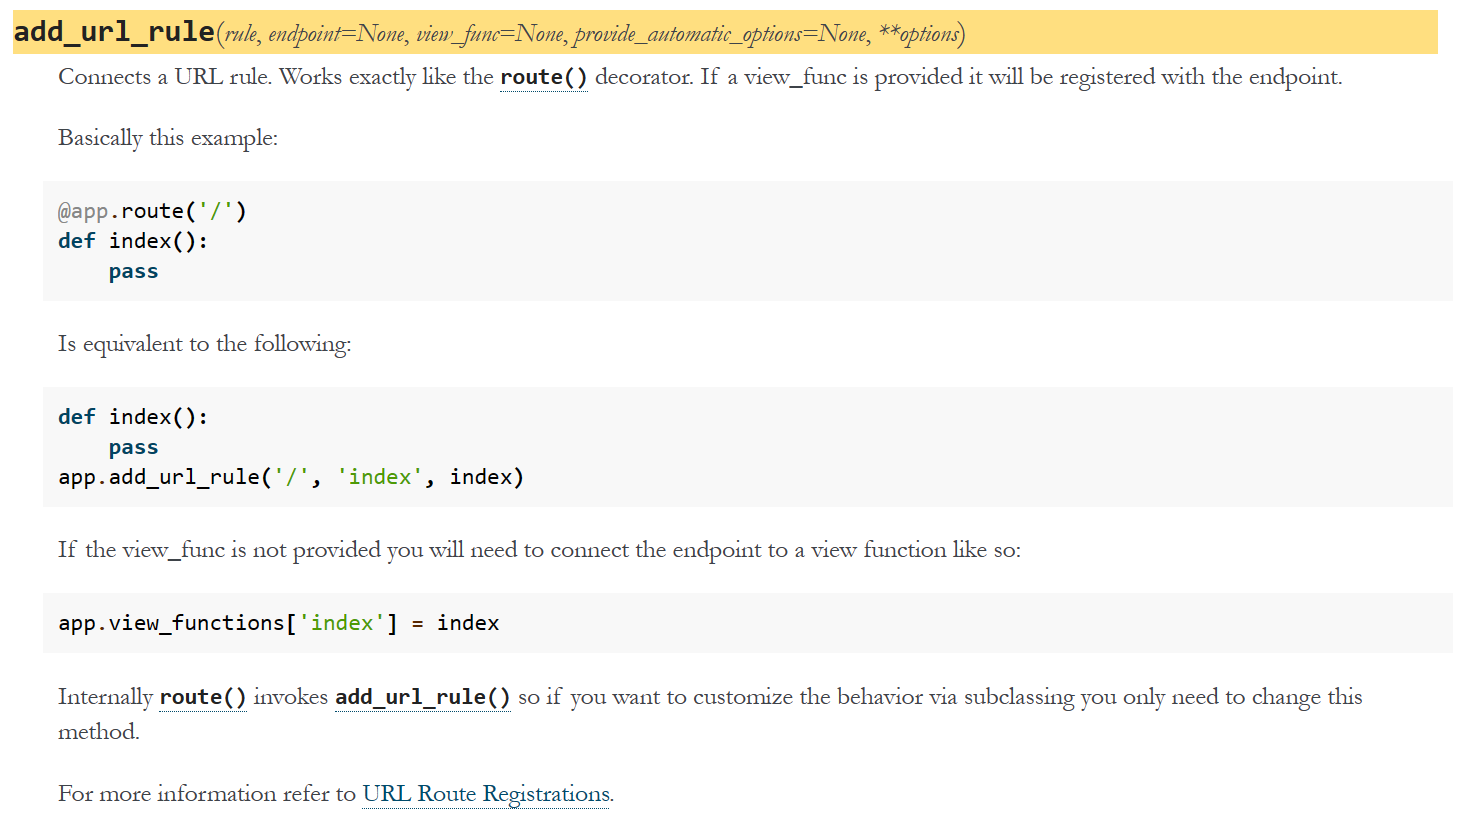 add_url_rule(rule, endpoint=None, view_func=None, provide_automatic_options=None, **options)
Connects a URL rule. Works exactly like the route() decorator. If a view_func is provided it will be registered with the endpoint.
Basically this example:
@app.route('/')
def index():
    pass
Is equivalent to the following:
def index():
    pass
app.add_url_rule('/', 'index', index)
If the view_func is not provided you will need to connect the endpoint to a view function like so:
app.view_functions['index'] = index
Internally route() invokes add_url_rule() so if you want to customize the behavior via subclassing you only need to change this
method.
For more information refer to URL Route Registrations.